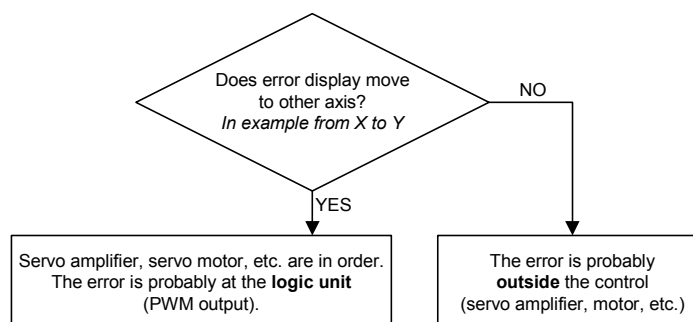 Does error display move
to other axis?
In example from X to Y
NO
YES
Servo amplifier, servo motor, etc. are in order.
The error is probably at the logic unit
(PWM output).
The error is probably
outside the control
(servo amplifier, motor, etc.)